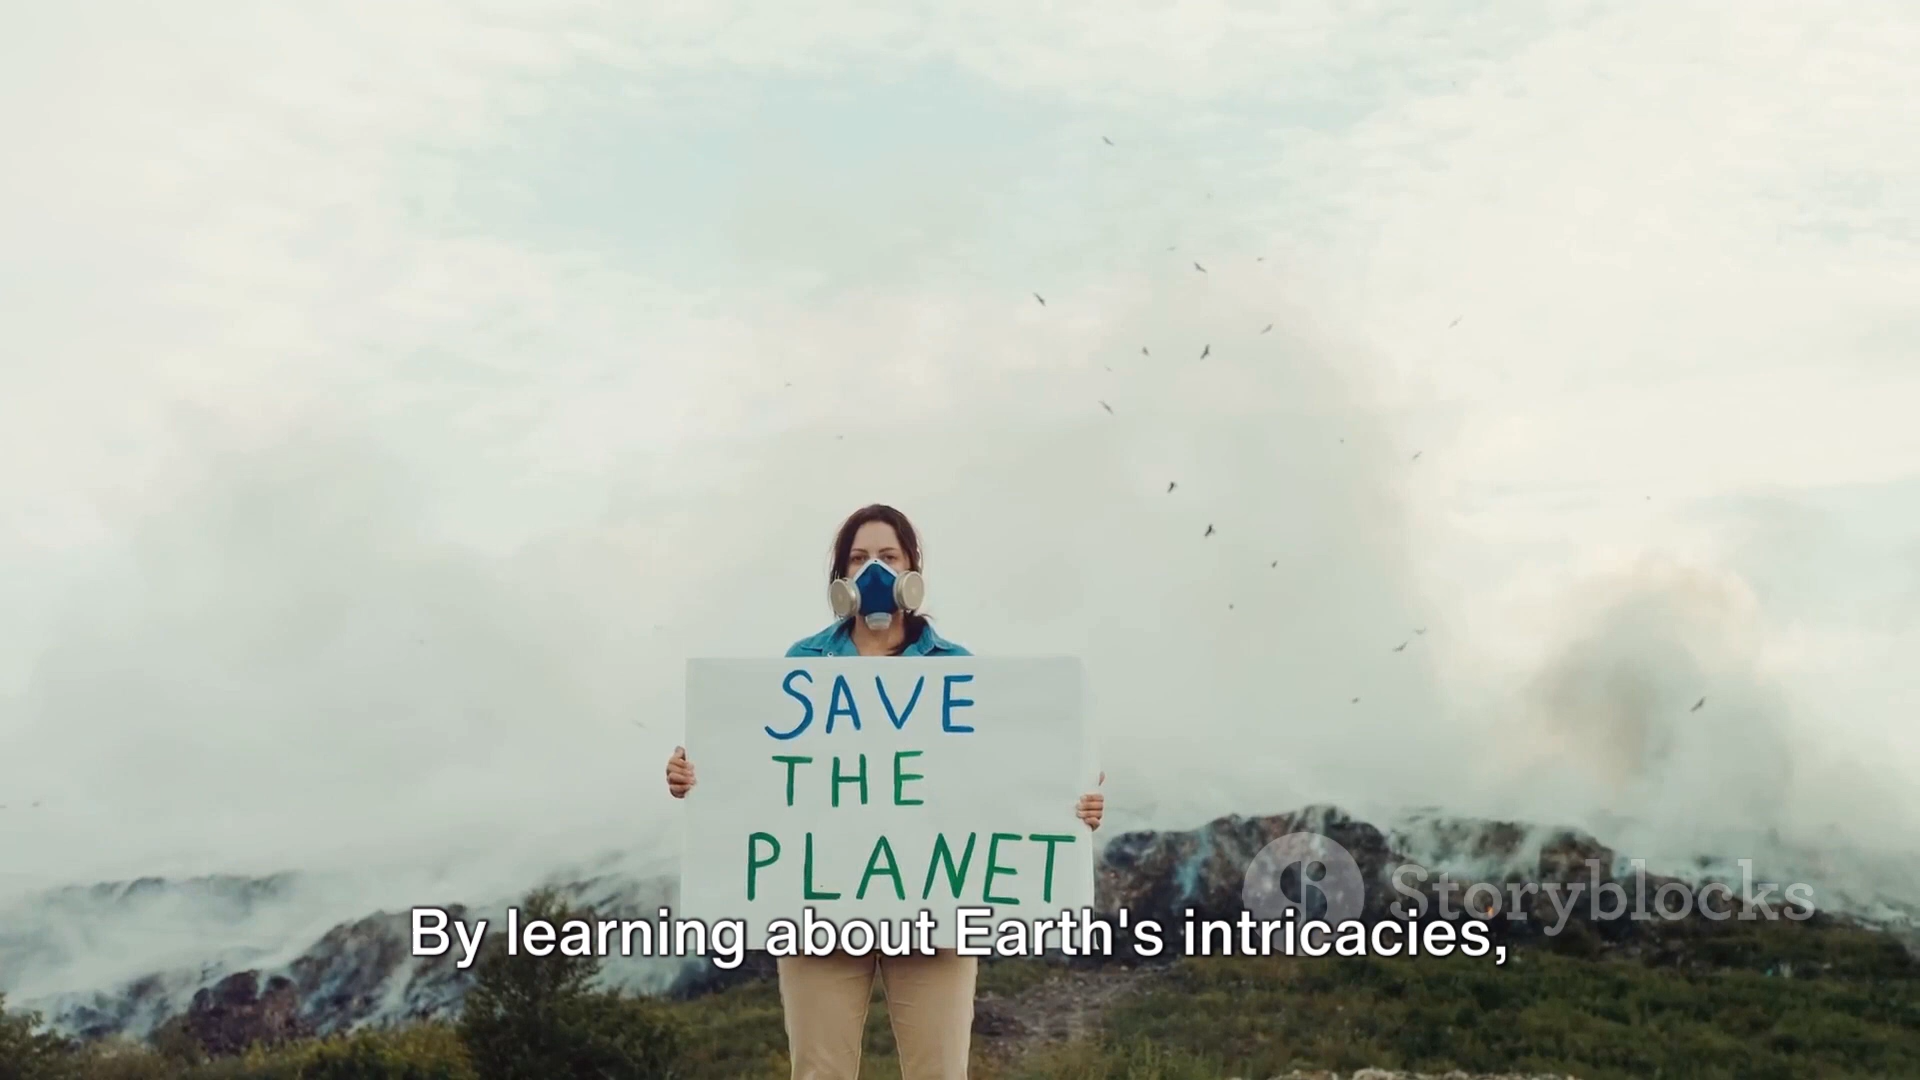 SAVE
THE
PLANET
Storyblocks
By learning about Earth's intricacies,